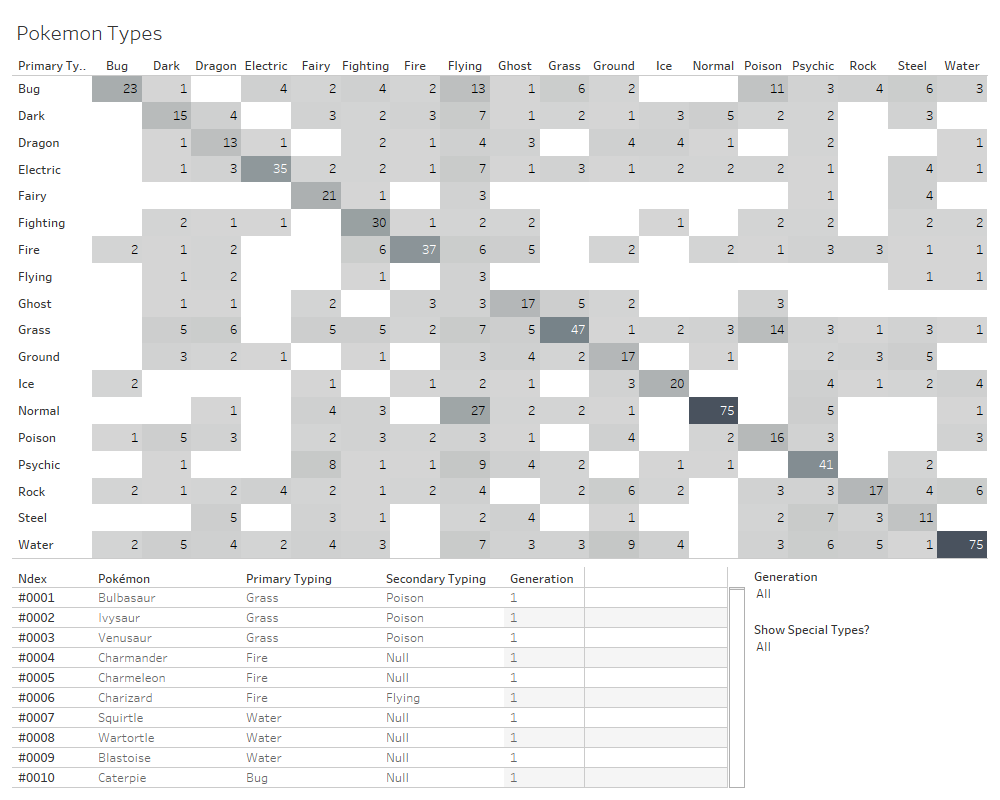 Pokemon Types
Primary Ty.. Bug Dark Dragon Electric Fairy Fighting Fire Flying Ghost Grass Ground Ice Normal Poison Psychic Rock Steel Water
Bug 23 1 4 2 4 2 13 1 6 2 11 3 4 6 3
Dark 15 4 3 2 3 7 1 2 1 3 5 2 2 3
Dragon 1 13 1 2 1 4 3 4 4 1 2 1
Electric 1 3 35 2 2 1 7 1 3 1 2 2 2 1 4 1
Fairy 21 1 3 1 4
Fighting 2 1 1 30 1 2 2 1 2 2 2 2
Fire 2 1 2 6 37 6 5 2 2 1 3 3 1 1
Flying 1 2 1 3 1 1
Ghost 1 1 2 3 3 17 5 2 3
Grass 5 6 5 5 2 7 5 47 1 2 3 14 3 1 3 1
Ground 3 2 1 1 3 4 2 17 1 2 3 5
Ice 2 1 1 2 1 3 20 4 1 2 4
Normal 1 4 3 27 2 2 1 75 5 1
Poison 1 5 3 2 3 2 3 1 4 2 16 3 3
Psychic 1 8 1 1 9 4 2 1 1 41 2
Rock 2 1 2 4 2 1 2 4 2 6 2 3 3 17 4 6
Steel 5 3 1 2 4 1 2 7 3 11
Water 2 5 4 2 4 3 7 3 3 9 4 3 6 5 1 75
Ndex Pokémon Primary Typing Secondary Typing Generation
#0001 Bulbasaur Grass Poison 1
#0002 Ivysaur Grass Poison 1
#0003 Venusaur Grass Poison 1
#0004 Charmander Fire Null 1
#0005 Charmeleon Fire Null 1
#0006 Charizard Fire Flying 1
#0007 Squirtle Water Null 1
#0008 Wartortle Water Null 1
#0009 Blastoise Water Null 1
#0010 Caterpie Bug Null 1
Generation
All
Show Special Types?
All